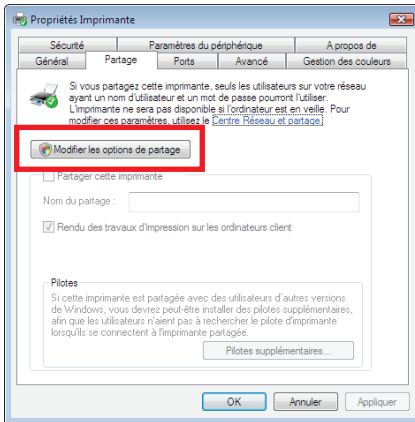 Propriétés Imprimante
Sécurité Paramètres du périphérique A propos de
Général Partage Ports Avancé Gestion des couleurs
Si vous partagez cette imprimante, seuls les utilisateurs sur votre réseau
ayant un nom d'utilisateur et un mot de passe pourront l'utiliser.
L'imprimante ne sera pas disponible si l'ordinateur est en veille. Pour
modifier ces paramètres, utilisez le Centre Réseau et partage.
Modifier les options de partage
Partager cette imprimante
Nom du partage :
Rendu des travaux d'impression sur les ordinateurs client
Pilotes
Si cette imprimante est partagée avec des utilisateurs d'autres versions
de Windows, vous devrez peut-être installer des pilotes supplémentaires,
afin que les utilisateurs n'aient pas à rechercher le pilote d'imprimante
lorsqu'ils se connectent à l'imprimante partagée.
Pilotes supplémentaires...
OK Annuler Appliquer